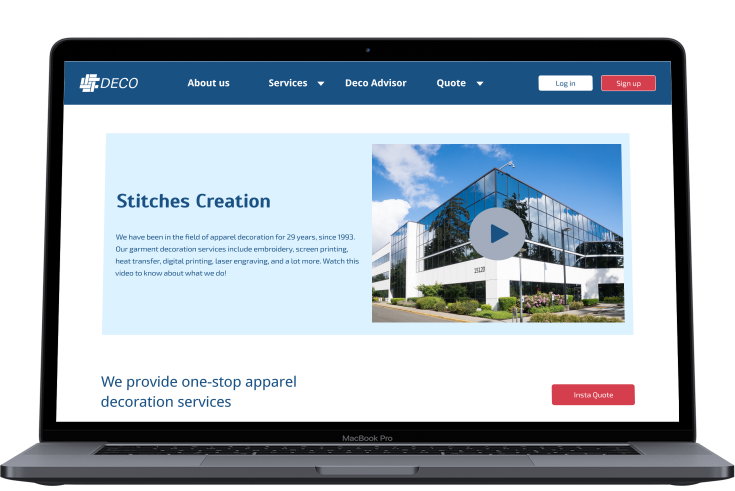 DECO
About us
Services
Deco Advisor
Quote
Log in
Sign up
Stitches Creation
We have been in the field of apparel decoration for 29 years, since 1993.
Our garment decoration services include embroidery, screen printing,
heat transfer, digital printing, laser engraving, and a lot more. Watch this
video to know about what we do!
15120
We provide one-stop apparel
decoration services
Insta Quote
MacBook Pro